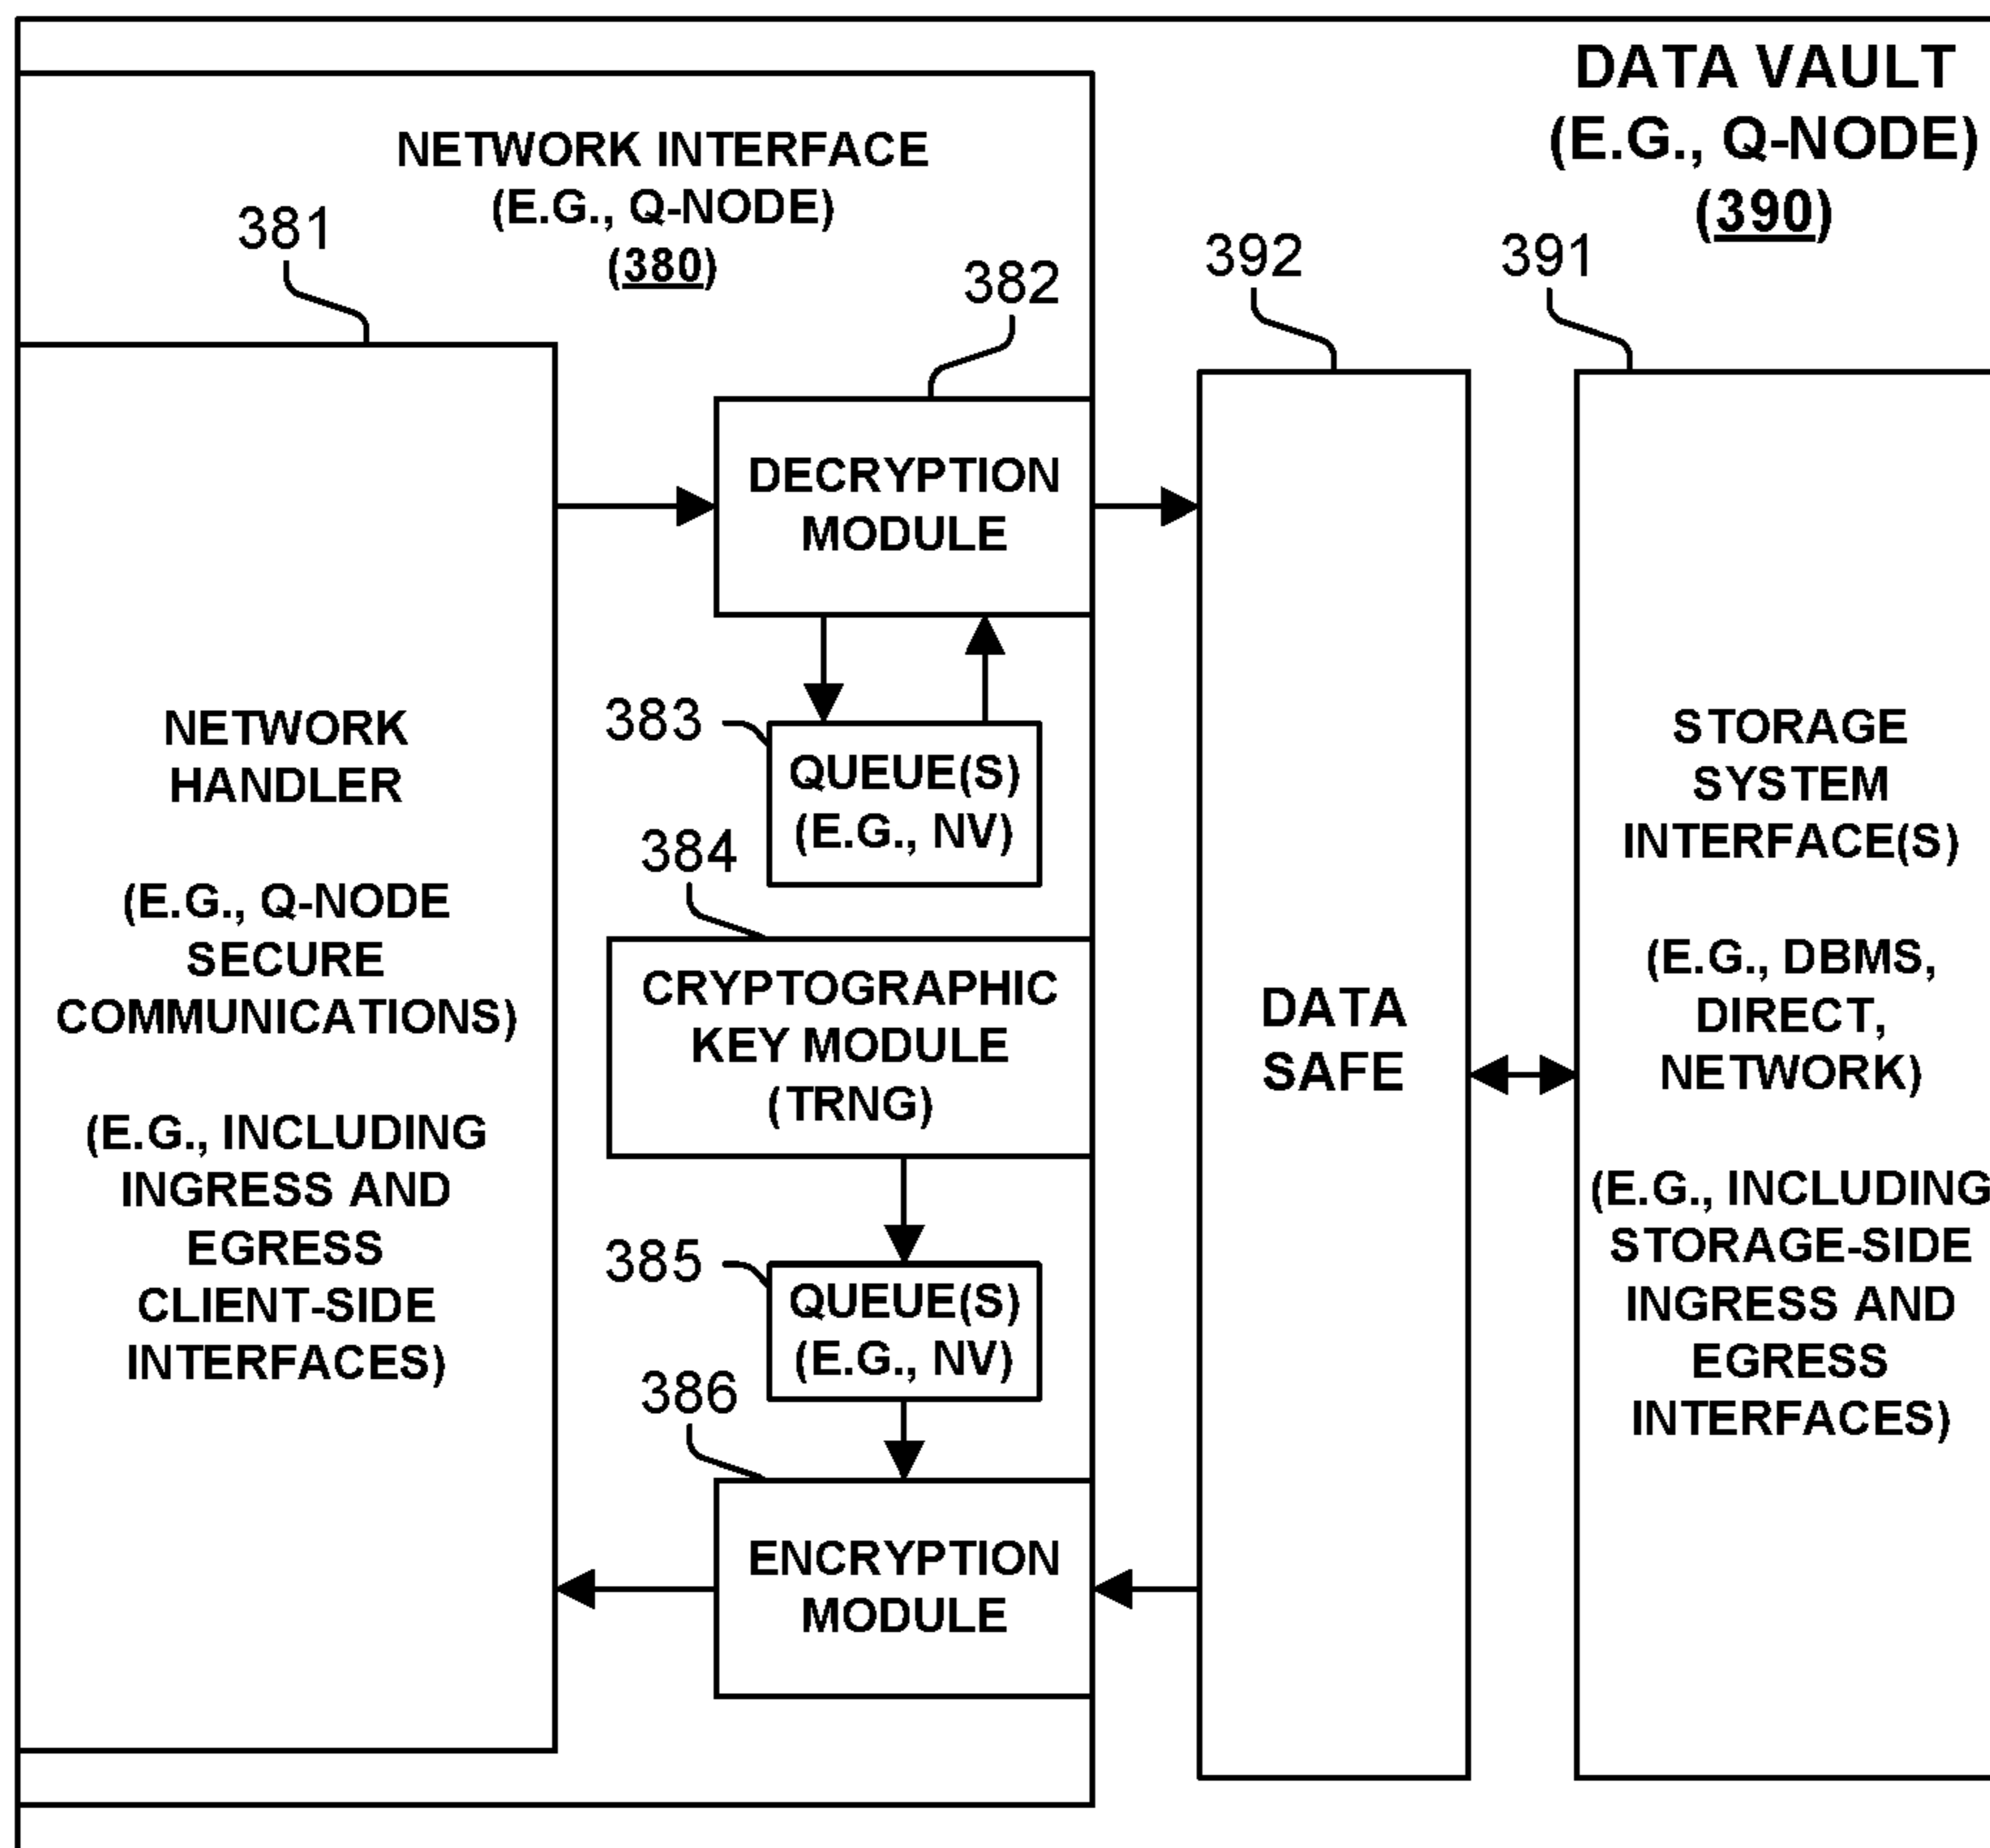 DATA VAULT
(E.G., Q-NODE)
(390)
NETWORK INTERFACE
(E.G., Q-NODE)
(380)
381
382
392
391
NETWORK
HANDLER
(E.G., Q-NODE
SECURE
COMMUNICATIONS)
(E.G., INCLUDING
INGRESS AND
EGRESS
CLIENT-SIDE
INTERFACES)
DECRYPTION
MODULE
383
QUEUE(S)
(E.G., NV)
384
CRYPTOGRAPHIC
KEY MODULE
(TRNG)
385
QUEUE(S)
(E.G., NV)
386
ENCRYPTION
MODULE
DATA
SAFE
STORAGE
SYSTEM
INTERFACE(S)
(E.G., DBMS,
DIRECT,
NETWORK)
(E.G., INCLUDING
STORAGE-SIDE
INGRESS AND
EGRESS
INTERFACES)